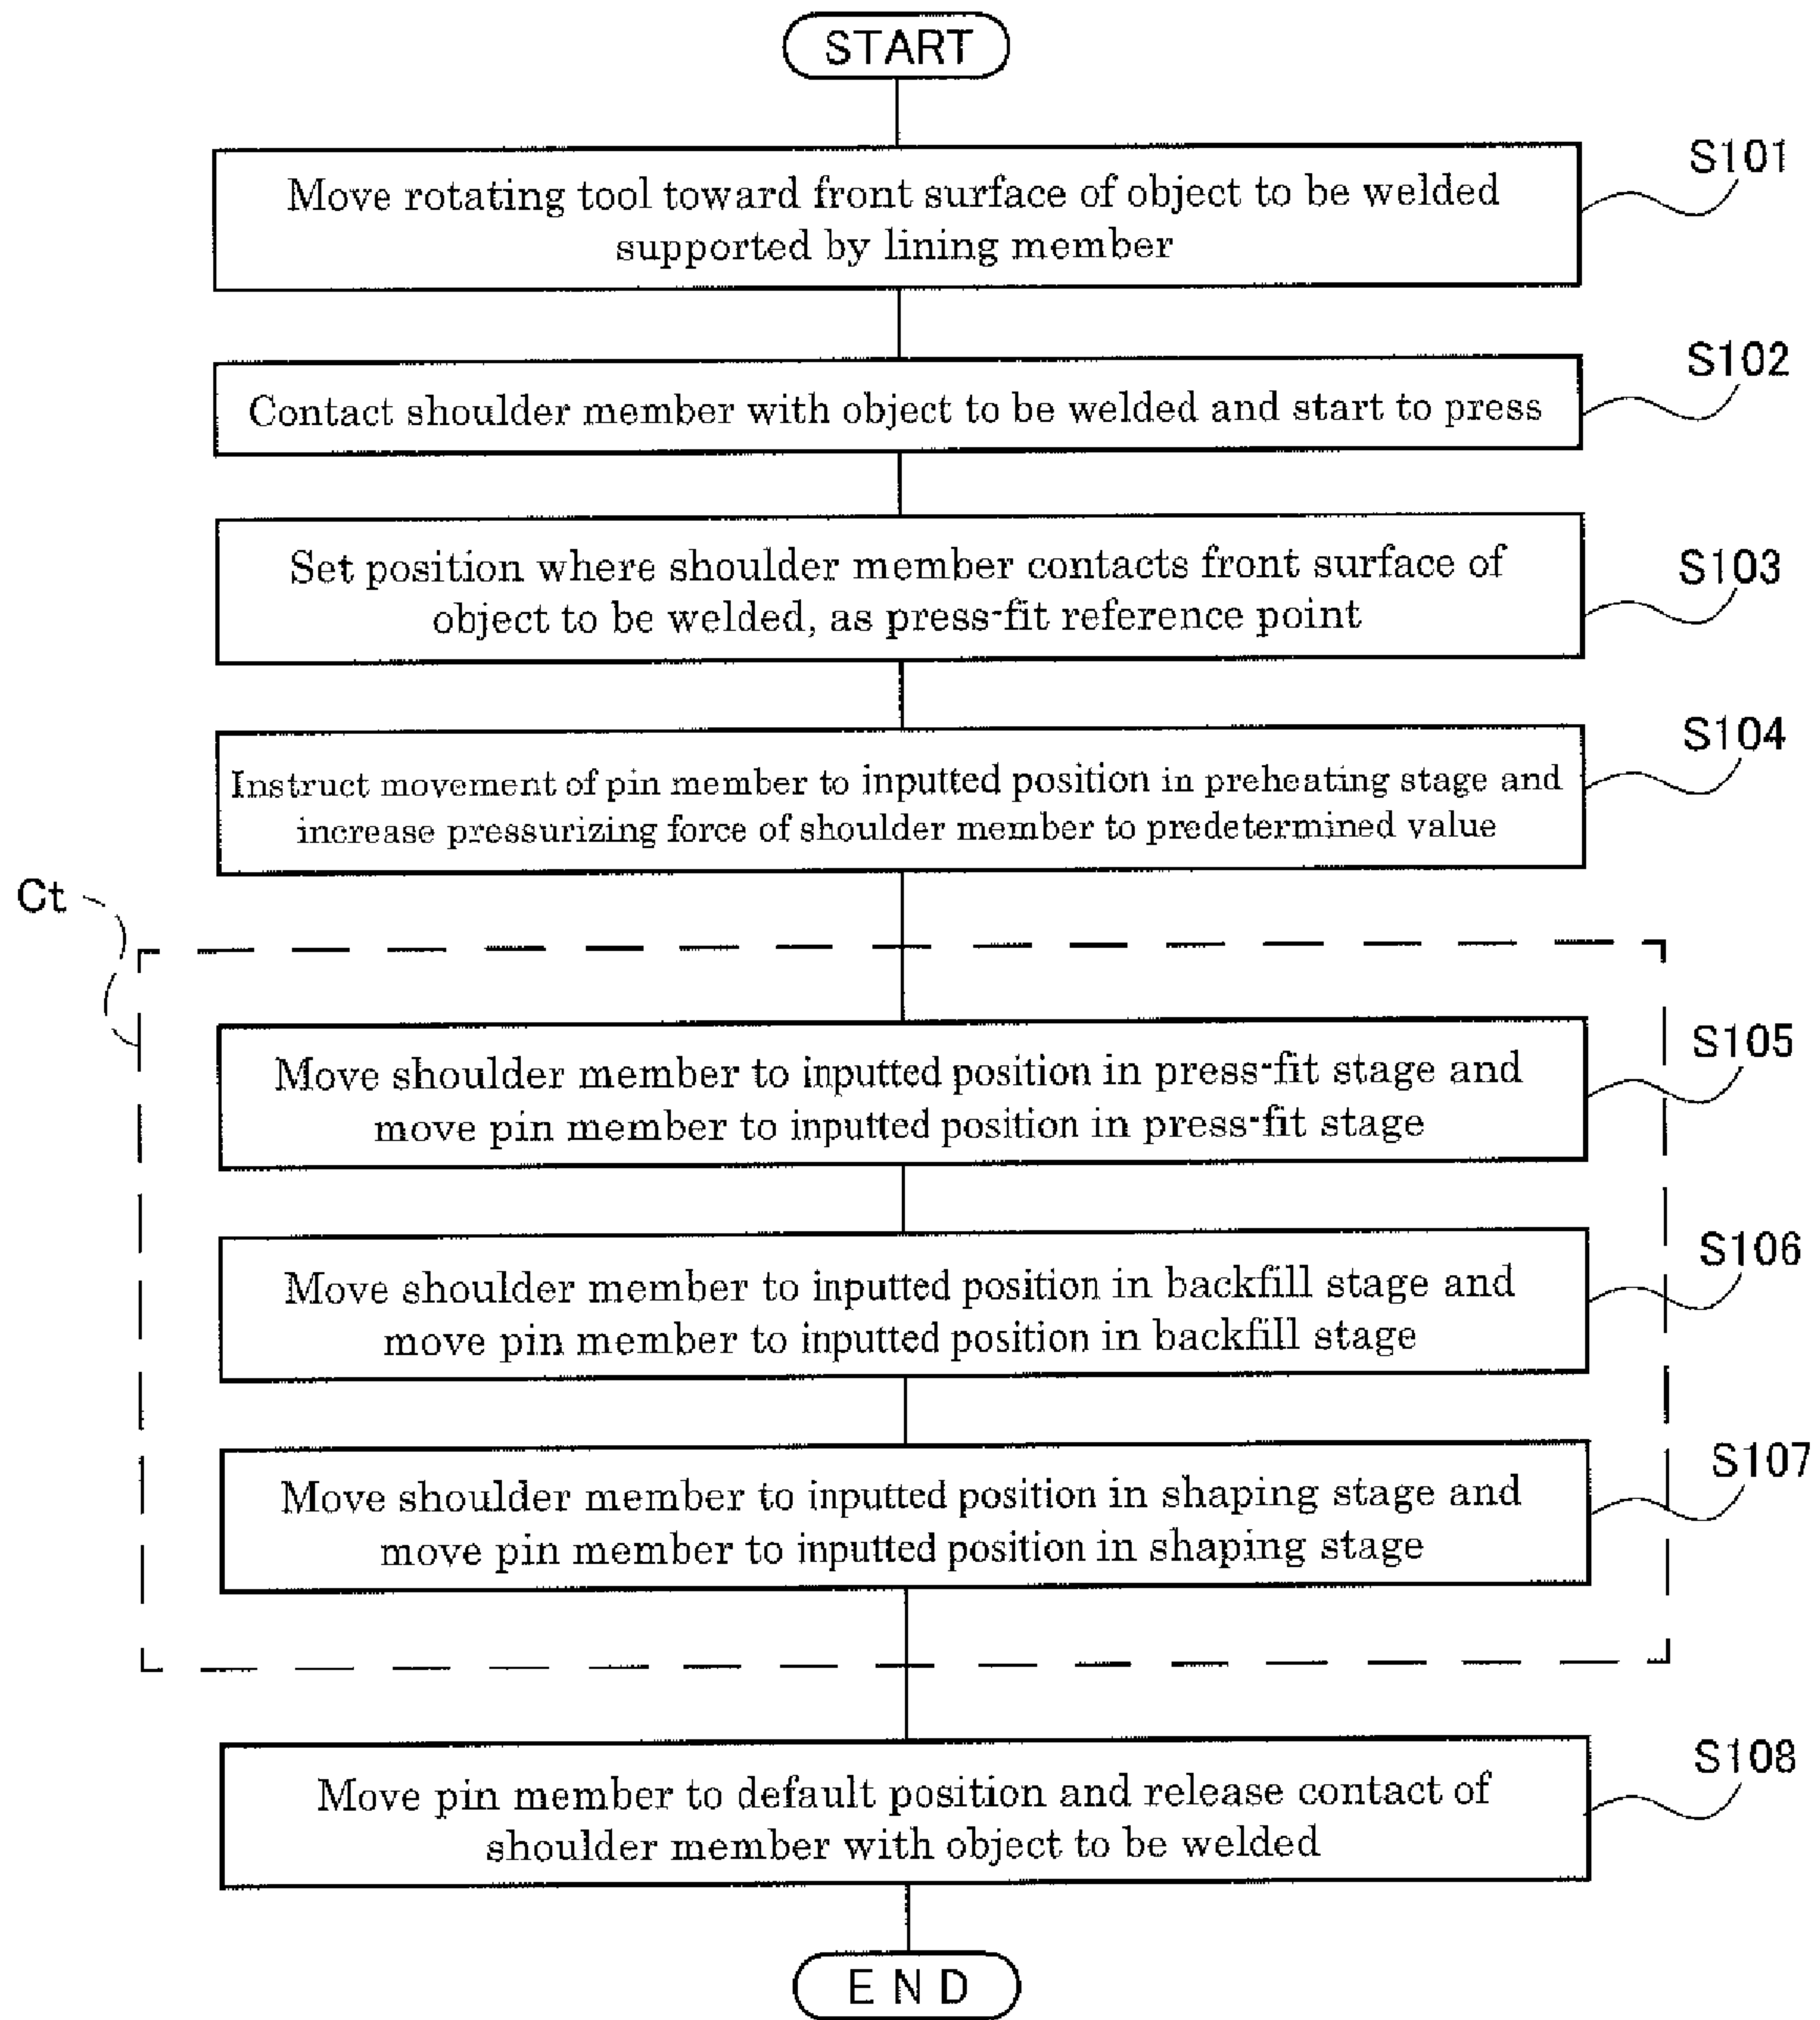 START
S101
Move rotating tool toward front surface of object to be welded
supported by lining member
S102
Contact shoulder member with object to be welded and start to press
S103
Set position where shoulder member contacts front surface of
object to be welded, as press-fit reference point
S104
Instruct movement of pin member to inputted position in preheating stage and
increase pressurizing force of shoulder member to predetermined value
Ct
S105
Move shoulder member to inputted position in press-fit stage and
move pin member to inputted position in press-fit stage
S106
Move shoulder member to inputted position in backfill stage and
move pin member to inputted position in backfill stage
S107
Move shoulder member to inputted position in shaping stage and
move pin member to inputted position in shaping stage
S108
Move pin member to default position and release contact of
shoulder member with object to be welded
END